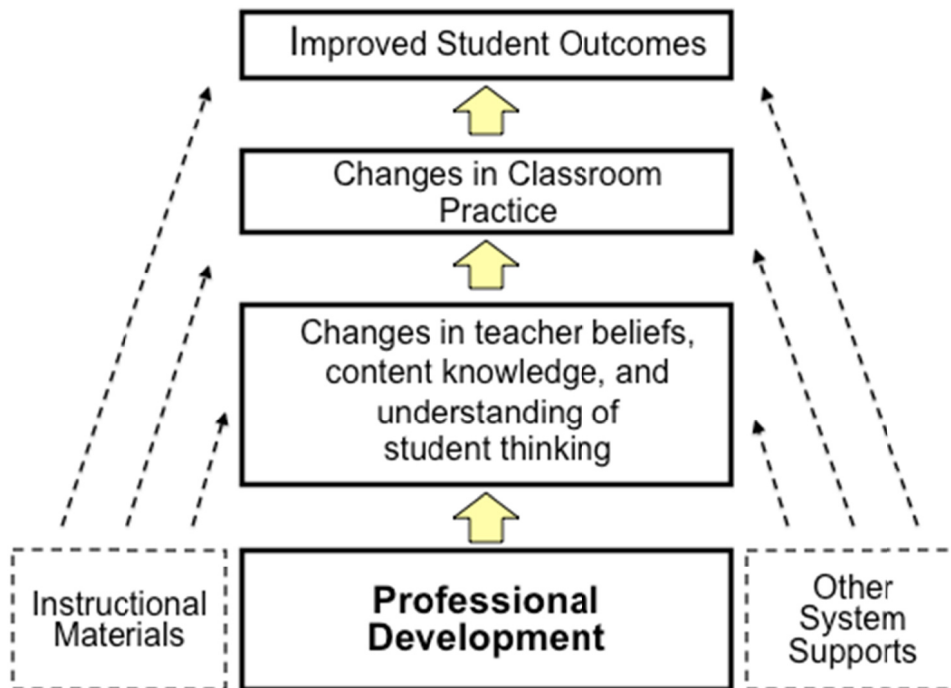 Improved Student Outcomes
Changes in Classroom
Practice
Changes in teacher beliefs,
content knowledge, and
understanding of
student thinking
Instructional
Materials
Professional
Development
Other
System
Supports